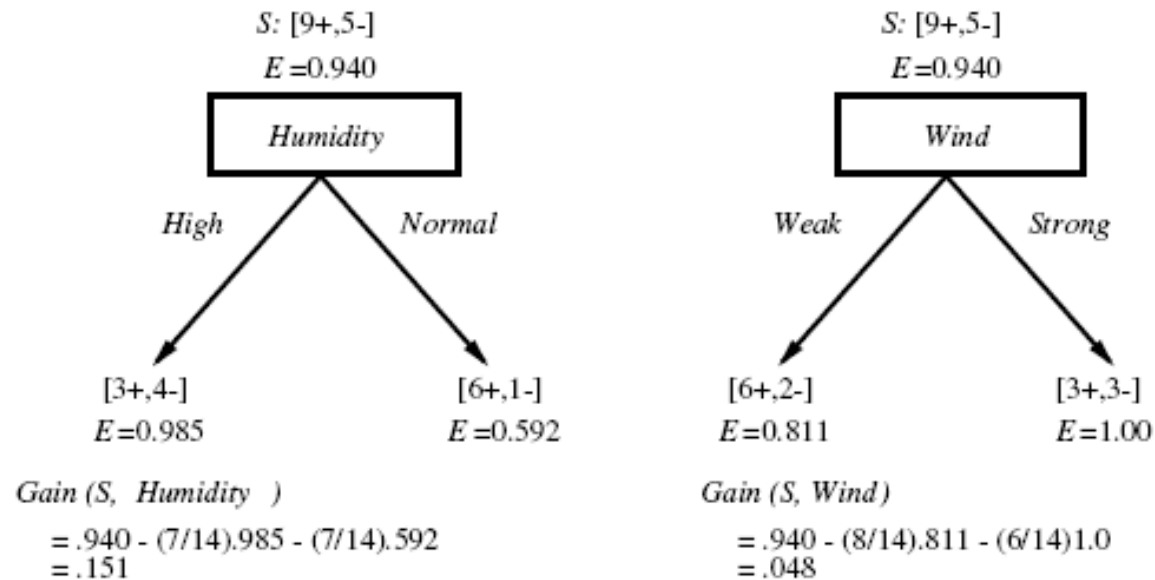 S: [9+,5-]
E =0.940
Humidity
High
Normal
[3+,4-]
E =0.985
[6+,1-]
E =0.592
Gain (S, Humidity )
= .940 - (7/14).985 - (7/14).592
= .151
S: [9+,5-]
E =0.940
Wind
Weak
Strong
[6+,2-]
E =0.811
[3+,3-]
E =1.00
Gain (S, Wind)
= .940 - (8/14).811 - (6/14)1.0
= .048